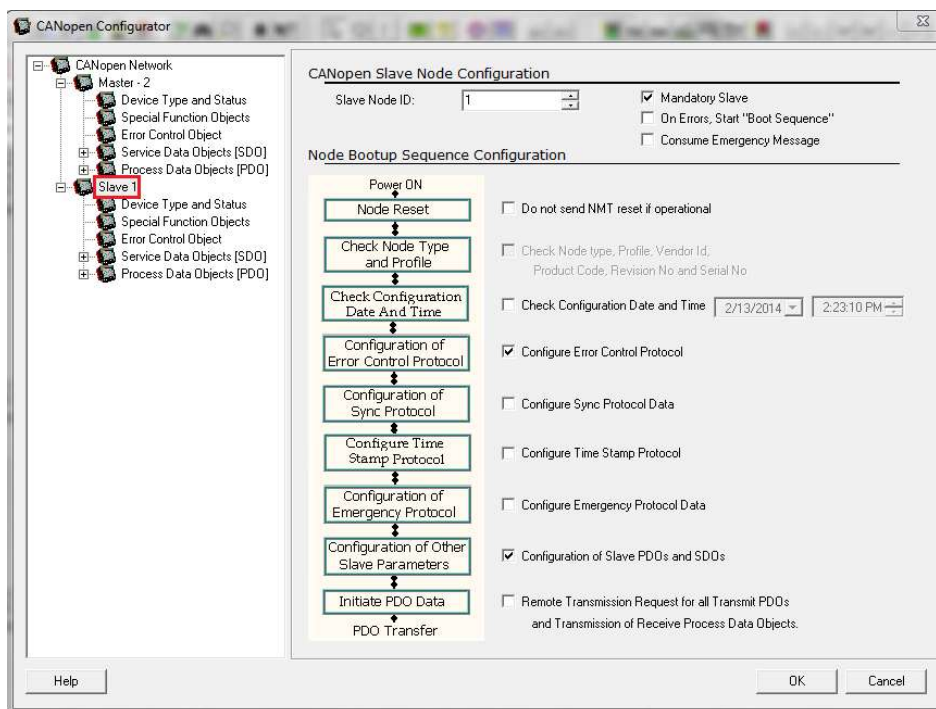 CANopen Configurator
CANopen Network
Master - 2
Device Type and Status
Special Function Objects
Error Control Object
Service Data Objects [SDO]
Process Data Objects [PDO]
Slave 1
Device Type and Status
Special Function Objects
Error Control Object
Service Data Objects [SDO]
Process Data Objects [PDO]
CANopen Slave Node Configuration
Slave Node ID: 1
Mandatory Slave
On Errors, Start "Boot Sequence"
Consume Emergency Message
Node Bootup Sequence Configuration
Power ON
Node Reset
Do not send NMT reset if operational
Check Node Type
and Profile
Check Node type, Profile, Vendor Id,
Product Code, Revision No and Serial No
Check Configuration
Date And Time
Check Configuration Date and Time 2/13/2014 2:23:10 PM
Configuration of
Error Control Protocol
Configure Error Control Protocol
Configuration of
Sync Protocol
Configure Sync Protocol Data
Configure Time
Stamp Protocol
Configure Time Stamp Protocol
Configuration of
Emergency Protocol
Configure Emergency Protocol Data
Configuration of Other
Slave Parameters
Configuration of Slave PDOs and SDOs
Initiate PDO Data
Remote Transmission Request for all Transmit PDOs
and Transmission of Receive Process Data Objects.
PDO Transfer
Help
OK
Cancel